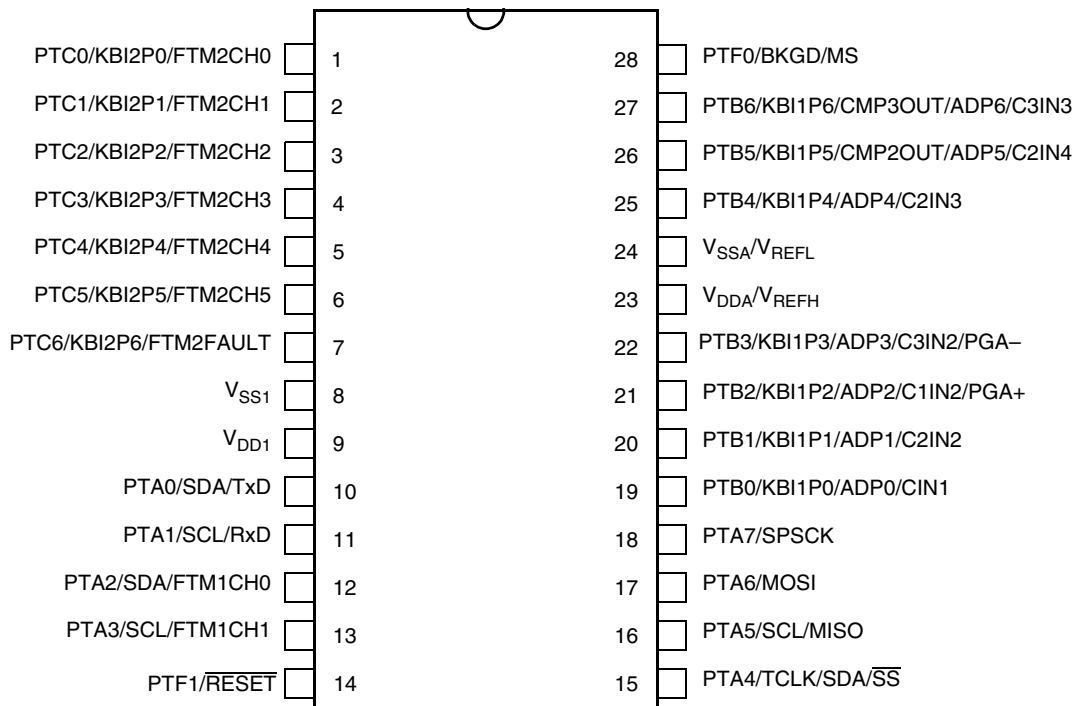 PTC0/KBI2P0/FTM2CH0 1 28 PTF0/BKGD/MS
PTC1/KBI2P1/FTM2CH1 2 27 PTB6/KBI1P6/CMP3OUT/ADP6/C3IN3
PTC2/KBI2P2/FTM2CH2 3 26 PTB5/KBI1P5/CMP2OUT/ADP5/C2IN4
PTC3/KBI2P3/FTM2CH3 4 25 PTB4/KBI1P4/ADP4/C2IN3
PTC4/KBI2P4/FTM2CH4 5 24 VSSA/VREFL
PTC5/KBI2P5/FTM2CH5 6 23 VDDA/VREFH
PTC6/KBI2P6/FTM2FAULT 7 22 PTB3/KBI1P3/ADP3/C3IN2/PGA–
VSS1 8 21 PTB2/KBI1P2/ADP2/C1IN2/PGA+
VDD1 9 20 PTB1/KBI1P1/ADP1/C2IN2
PTA0/SDA/TxD 10 19 PTB0/KBI1P0/ADP0/CIN1
PTA1/SCL/RxD 11 18 PTA7/SPSCK
PTA2/SDA/FTM1CH0 12 17 PTA6/MOSI
PTA3/SCL/FTM1CH1 13 16 PTA5/SCL/MISO
PTF1/RESET 14 15 PTA4/TCLK/SDA/SS